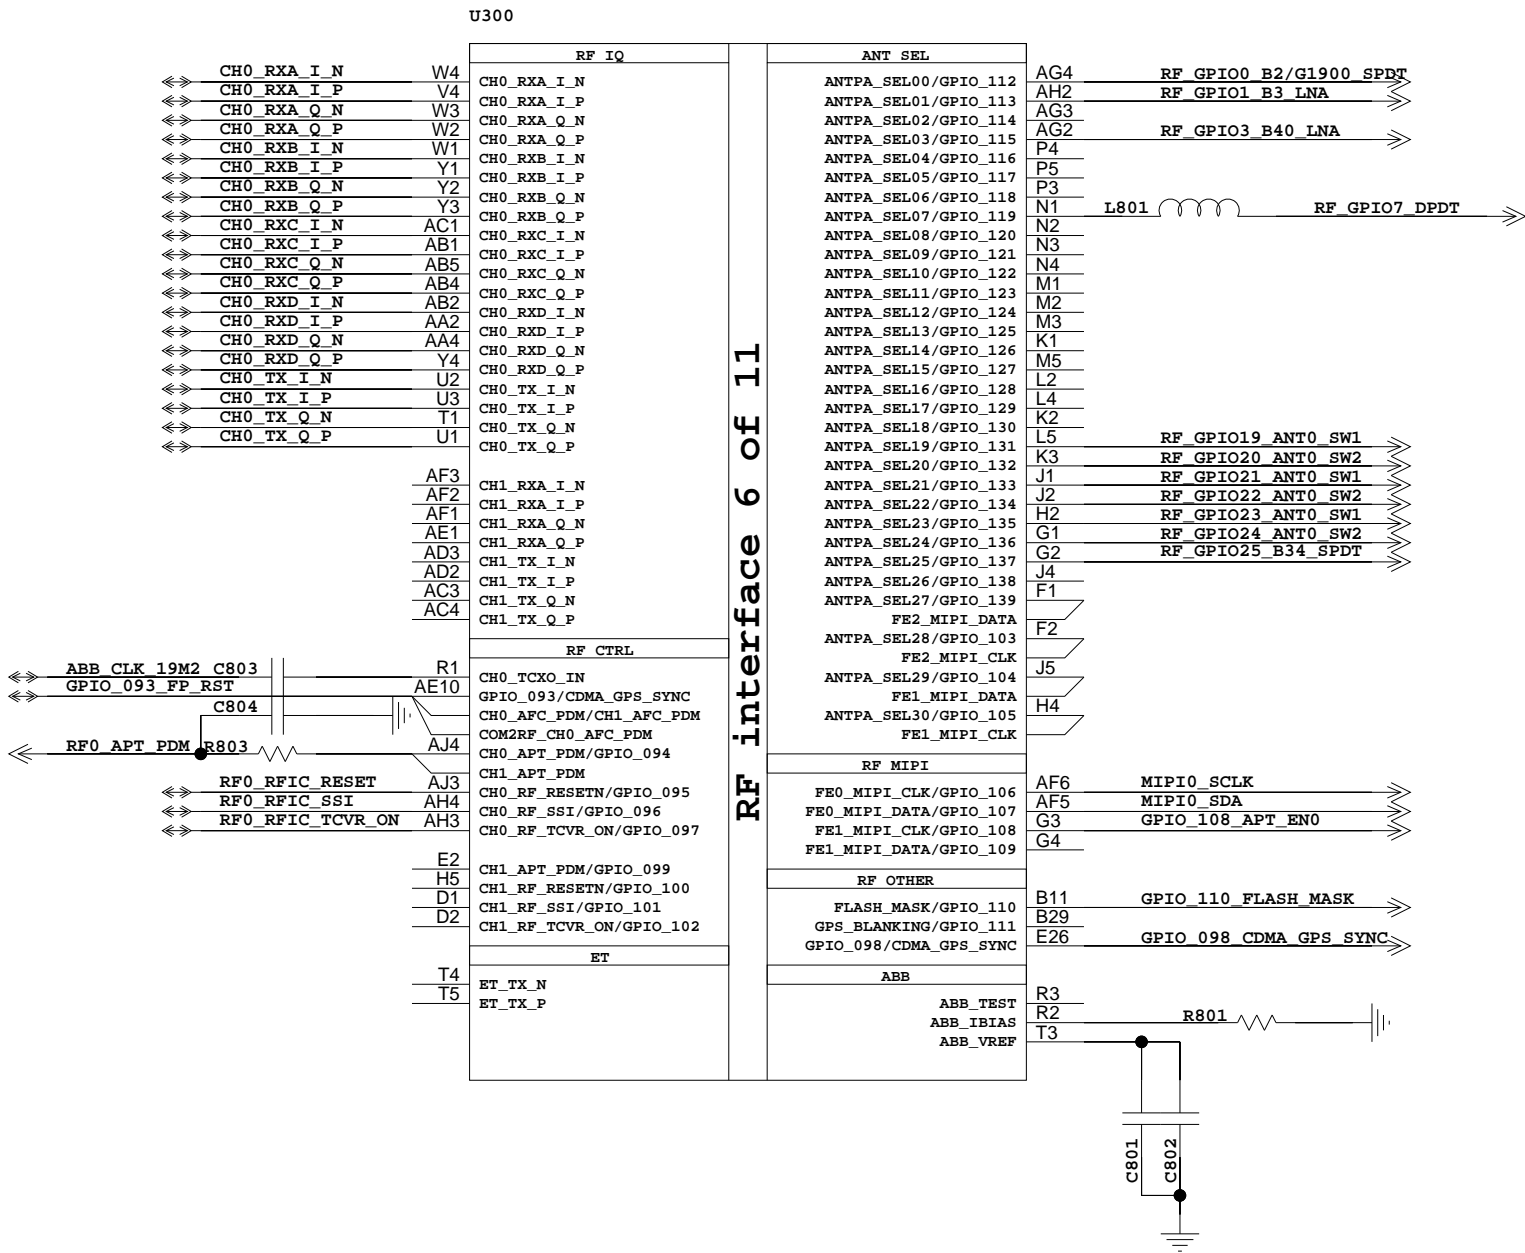 U300
RF IQ
ANT SEL
CH0_RXA_I_N W4 CH0_RXA_I_N
CH0_RXA_I_P V4 CH0_RXA_I_P
CH0_RXA_Q_N W3 CH0_RXA_Q_N
CH0_RXA_Q_P W2 CH0_RXA_Q_P
CH0_RXB_I_N W1 CH0_RXB_I_N
CH0_RXB_I_P Y1 CH0_RXB_I_P
CH0_RXB_Q_N Y2 CH0_RXB_Q_N
CH0_RXB_Q_P Y3 CH0_RXB_Q_P
CH0_RXC_I_N AC1 CH0_RXC_I_N
CH0_RXC_I_P AB1 CH0_RXC_I_P
CH0_RXC_Q_N AB5 CH0_RXC_Q_N
CH0_RXC_Q_P AB4 CH0_RXC_Q_P
CH0_RXD_I_N AB2 CH0_RXD_I_N
CH0_RXD_I_P AA2 CH0_RXD_I_P
CH0_RXD_Q_N AA4 CH0_RXD_Q_N
CH0_RXD_Q_P Y4 CH0_RXD_Q_P
CH0_TX_I_N U2 CH0_TX_I_N
CH0_TX_I_P U3 CH0_TX_I_P
CH0_TX_Q_N T1 CH0_TX_Q_N
CH0_TX_Q_P U1 CH0_TX_Q_P
AF3 CH1_RXA_I_N
AF2 CH1_RXA_I_P
AF1 CH1_RXA_Q_N
AE1 CH1_RXA_Q_P
AD3 CH1_TX_I_N
AD2 CH1_TX_I_P
AC3 CH1_TX_Q_N
AC4 CH1_TX_Q_P
RF CTRL
ABB_CLK_19M2 C803 R1 CH0_TCXO_IN
GPIO_093_FP_RST AE10 GPIO_093/CDMA_GPS_SYNC
C804 CH0_AFC_PDM/CH1_AFC_PDM
COM2RF_CH0_AFC_PDM
RF0_APT_PDM R803 AJ4 CH0_APT_PDM/GPIO_094
CH1_APT_PDM
RF0_RFIC_RESET AJ3 CH0_RF_RESETN/GPIO_095
RF0_RFIC_SSI AH4 CH0_RF_SSI/GPIO_096
RF0_RFIC_TCVR_ON AH3 CH0_RF_TCVR_ON/GPIO_097
E2 CH1_APT_PDM/GPIO_099
H5 CH1_RF_RESETN/GPIO_100
D1 CH1_RF_SSI/GPIO_101
D2 CH1_RF_TCVR_ON/GPIO_102
ET
T4 ET_TX_N
T5 ET_TX_P
RF interface 6 of 11
ANTPA_SEL00/GPIO_112 AG4 RF_GPIO0_B2/G1900_SPDT
ANTPA_SEL01/GPIO_113 AH2 RF_GPIO1_B3_LNA
ANTPA_SEL02/GPIO_114 AG3
ANTPA_SEL03/GPIO_115 AG2 RF_GPIO3_B40_LNA
ANTPA_SEL04/GPIO_116 P4
ANTPA_SEL05/GPIO_117 P5
ANTPA_SEL06/GPIO_118 P3
ANTPA_SEL07/GPIO_119 N1 L801 RF_GPIO7_DPDT
ANTPA_SEL08/GPIO_120 N2
ANTPA_SEL09/GPIO_121 N3
ANTPA_SEL10/GPIO_122 N4
ANTPA_SEL11/GPIO_123 M1
ANTPA_SEL12/GPIO_124 M2
ANTPA_SEL13/GPIO_125 M3
ANTPA_SEL14/GPIO_126 K1
ANTPA_SEL15/GPIO_127 M5
ANTPA_SEL16/GPIO_128 L2
ANTPA_SEL17/GPIO_129 L4
ANTPA_SEL18/GPIO_130 K2
ANTPA_SEL19/GPIO_131 L5 RF_GPIO19_ANT0_SW1
ANTPA_SEL20/GPIO_132 K3 RF_GPIO20_ANT0_SW2
ANTPA_SEL21/GPIO_133 J1 RF_GPIO21_ANT0_SW1
ANTPA_SEL22/GPIO_134 J2 RF_GPIO22_ANT0_SW2
ANTPA_SEL23/GPIO_135 H2 RF_GPIO23_ANT0_SW1
ANTPA_SEL24/GPIO_136 G1 RF_GPIO24_ANT0_SW2
ANTPA_SEL25/GPIO_137 G2 RF_GPIO25_B34_SPDT
ANTPA_SEL26/GPIO_138 J4
ANTPA_SEL27/GPIO_139 F1
FE2_MIPI_DATA
ANTPA_SEL28/GPIO_103 F2
FE2_MIPI_CLK
ANTPA_SEL29/GPIO_104 J5
FE1_MIPI_DATA
ANTPA_SEL30/GPIO_105 H4
FE1_MIPI_CLK
RF MIPI
FE0_MIPI_CLK/GPIO_106 AF6 MIPI0_SCLK
FE0_MIPI_DATA/GPIO_107 AF5 MIPI0_SDA
FE1_MIPI_CLK/GPIO_108 G3 GPIO_108_APT_EN0
FE1_MIPI_DATA/GPIO_109 G4
RF OTHER
FLASH_MASK/GPIO_110 B11 GPIO_110_FLASH_MASK
GPS_BLANKING/GPIO_111 B29
GPIO_098/CDMA_GPS_SYNC E26 GPIO_098_CDMA_GPS_SYNC
ABB
ABB_TEST R3
ABB_IBIAS R2 R801
ABB_VREF T3
C801
C802